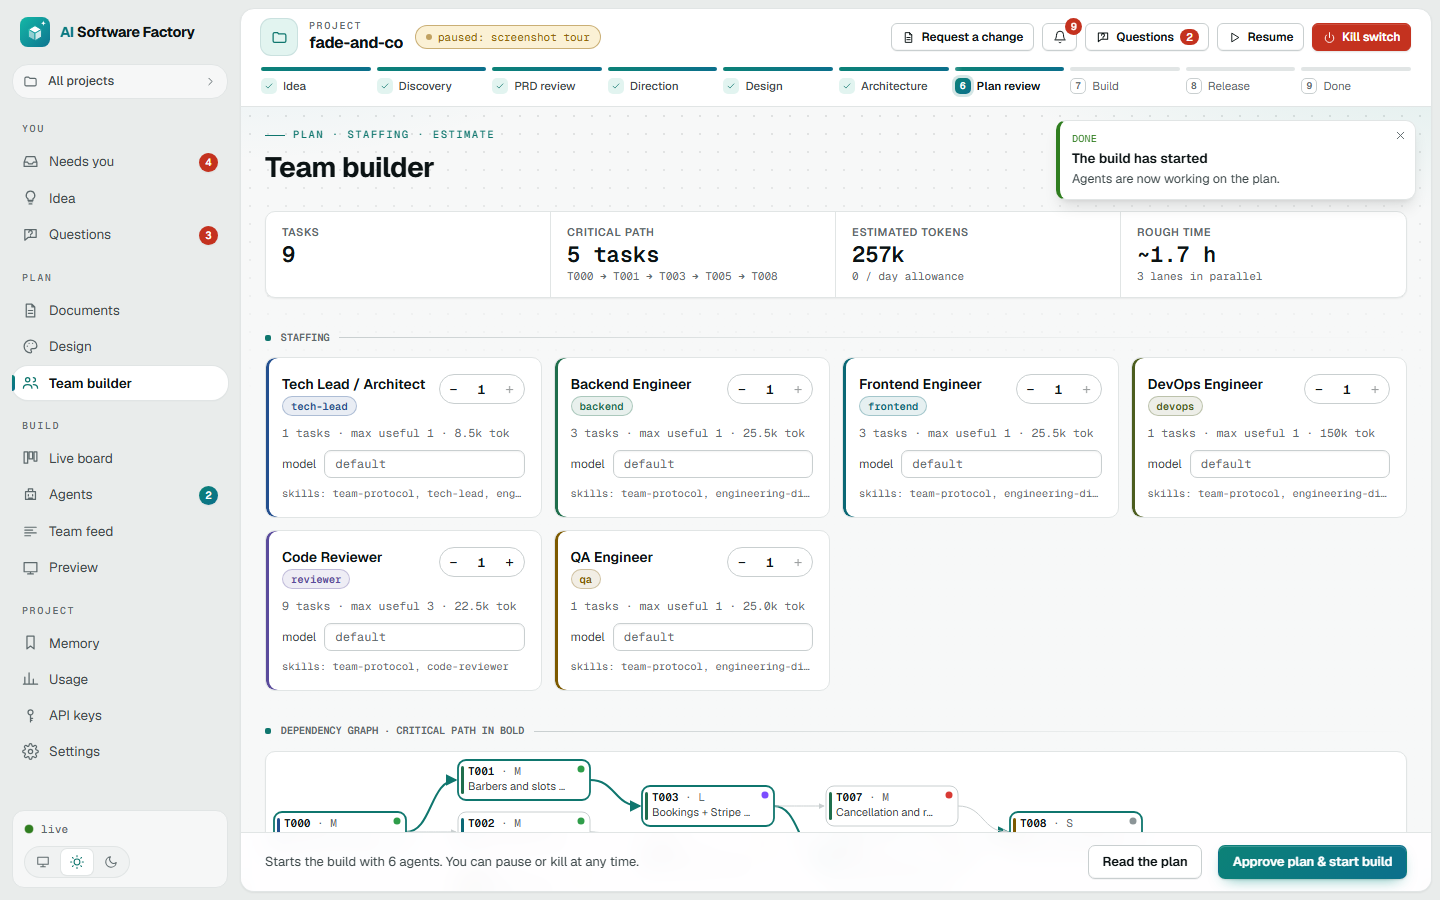 AI Software Factory
All projects
YOU
Needs you 4
Idea
Questions 3
PLAN
Documents
Design
Team builder
BUILD
Live board
Agents 2
Team feed
Preview
PROJECT
Memory
Usage
API keys
Settings
live
PROJECT
fade-and-co
paused: screenshot tour
Request a change
9
Questions 2
Resume
Kill switch
Idea
Discovery
PRD review
Direction
Design
Architecture
6 Plan review
7 Build
8 Release
9 Done
PLAN · STAFFING · ESTIMATE
Team builder
DONE
The build has started
Agents are now working on the plan.
TASKS
9
CRITICAL PATH
5 tasks
T000 → T001 → T003 → T005 → T008
ESTIMATED TOKENS
257k
0 / day allowance
ROUGH TIME
~1.7 h
3 lanes in parallel
STAFFING
Tech Lead / Architect
− 1 +
tech-lead
1 tasks · max useful 1 · 8.5k tok
model default
skills: team-protocol, tech-lead, eng…
Backend Engineer
− 1 +
backend
3 tasks · max useful 1 · 25.5k tok
model default
skills: team-protocol, engineering-di…
Frontend Engineer
− 1 +
frontend
3 tasks · max useful 1 · 25.5k tok
model default
skills: team-protocol, engineering-di…
DevOps Engineer
− 1 +
devops
1 tasks · max useful 1 · 150k tok
model default
skills: team-protocol, engineering-di…
Code Reviewer
− 1 +
reviewer
9 tasks · max useful 3 · 22.5k tok
model default
skills: team-protocol, code-reviewer
QA Engineer
− 1 +
qa
1 tasks · max useful 1 · 25.0k tok
model default
skills: team-protocol, engineering-di…
DEPENDENCY GRAPH · CRITICAL PATH IN BOLD
T000 · M
T001 · M
Barbers and slots …
T002 · M
T003 · L
Bookings + Stripe …
T007 · M
Cancellation and r…
T008 · S
Starts the build with 6 agents. You can pause or kill at any time.
Read the plan
Approve plan & start build